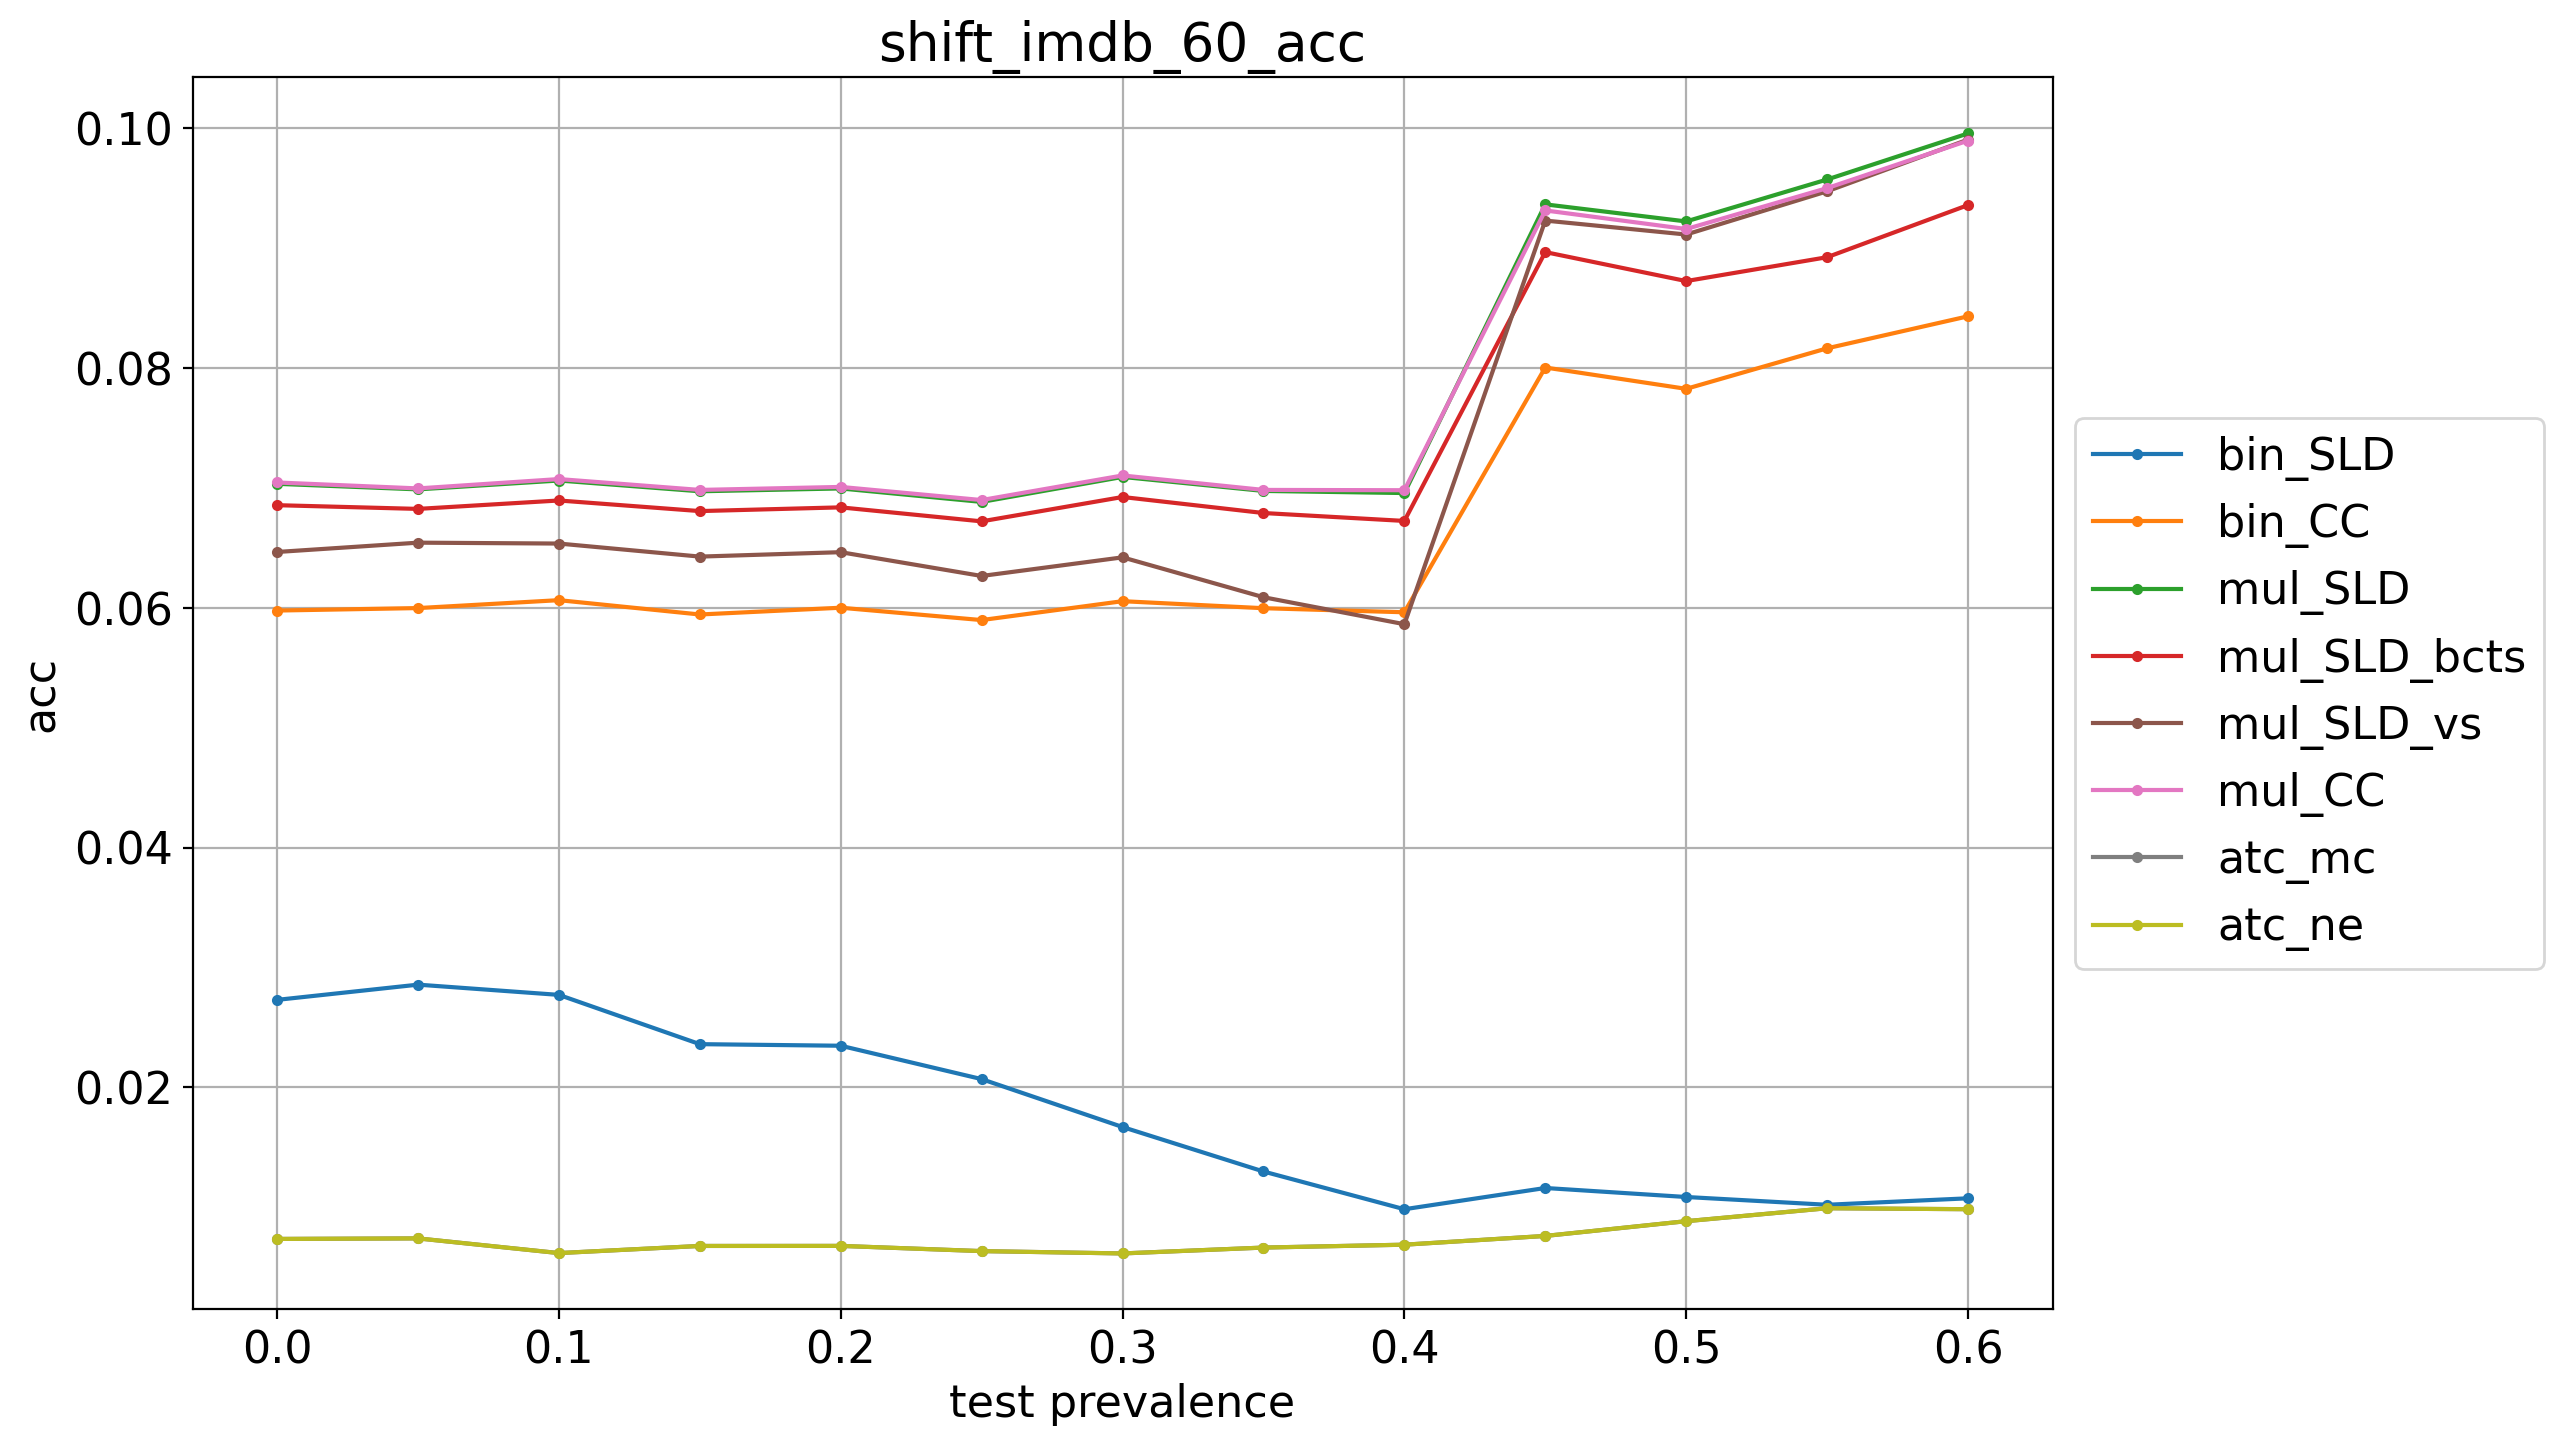 shift_imdb_60_acc
0.10
0.08
0.06
0.04
0.02
acc
0.0 0.1 0.2 0.3 0.4 0.5 0.6
test prevalence
bin_SLD
bin_CC
mul_SLD
mul_SLD_bcts
mul_SLD_vs
mul_CC
atc_mc
atc_ne